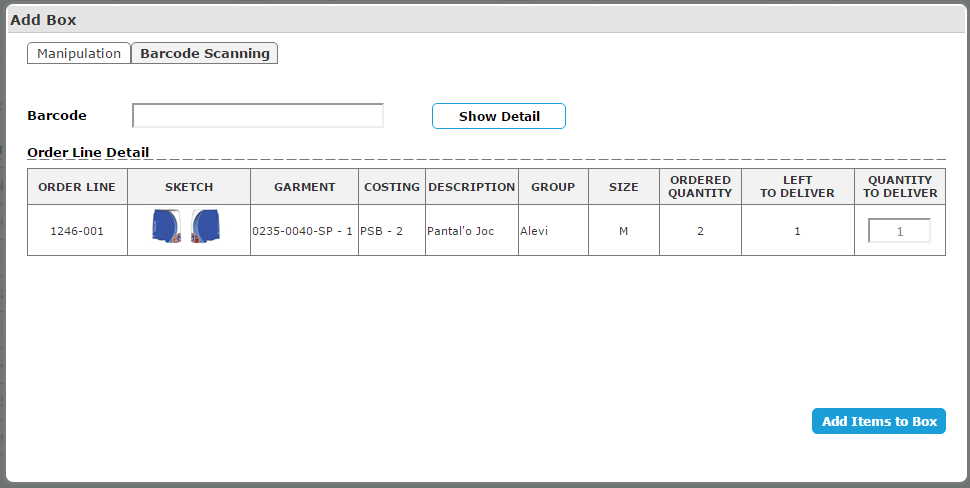 Add Box
Manipulation Barcode Scanning
Barcode Show Detail
Order Line Detail
ORDER LINE SKETCH GARMENT COSTING DESCRIPTION GROUP SIZE ORDERED QUANTITY LEFT TO DELIVER QUANTITY TO DELIVER
1246-001 0235-0040-SP - 1 PSB - 2 Pantal'o Joc Alevi M 2 1 1
Add Items to Box